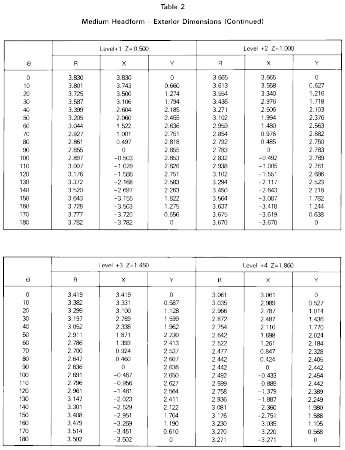 Table 2
Medium Headform – Exterior Dimensions (Continued)
Level+1 Z=0.500 Level +2 Z=1.000
Θ R X Y R X Y
0 3.830 3.830 0 3.665 3.665 0
10 3.801 3.743 0.660 3.613 3.558 0.627
20 3.725 3.500 1.274 3.554 3.340 1.216
30 3.587 3.106 1.794 3.436 2.976 1.718
40 3.399 2.604 2.185 3.271 2.506 2.103
50 3.205 2.060 2.455 3.102 1.994 2.376
60 3.044 1.522 2.636 2.959 1.480 2.563
70 2.927 1.001 2.751 2.854 0.976 2.682
80 2.861 0.497 2.818 2.792 0.485 2.750
90 2.855 0 2.855 2.783 0 2.783
100 2.897 –0.503 2.853 2.832 –0.492 2.789
110 3.007 –1.029 2.826 2.938 –1.005 2.761
120 3.176 –1.588 2.751 3.102 –1.551 2.686
130 3.372 –2.168 2.583 3.294 –2.117 2.523
140 3.520 –2.697 2.263 3.450 –2.643 2.218
150 3.643 –3.155 1.822 3.564 –3.087 1.782
160 3.728 –3.503 1.275 3.637 –3.418 1.244
170 3.777 –3.720 0.656 3.675 –3.619 0.638
180 3.782 –3.782 0 3.670 –3.670 0
Level +3 Z=1.450 Level +4 Z=1.860
Θ R X Y R X Y
0 3.419 3.419 0 3.061 3.061 0
10 3.382 3.331 0.587 3.035 2.989 0.527
20 3.299 3.100 1.128 2.966 2.787 1.014
30 3.197 2.769 1.599 2.872 2.487 1.436
40 3.052 2.338 1.962 2.754 2.110 1.770
50 2.911 1.871 2.230 2.642 1.698 2.024
60 2.786 1.393 2.413 2.522 1.261 2.184
70 2.700 0.924 2.537 2.477 0.847 2.328
80 2.647 0.460 2.607 2.442 0.424 2.405
90 2.636 0 2.636 2.442 0 2.442
100 2.691 –0.467 2.650 2.492 –0.433 2.454
110 2.796 –0.956 2.627 2.599 –0.889 2.442
120 2.961 –1.481 2.564 2.758 –1.379 2.389
130 3.147 –2.023 2.411 2.936 –1.887 2.249
140 3.301 –2.529 2.122 3.081 –2.360 1.980
150 3.408 –2.951 1.704 3.176 –2.751 1.588
160 3.479 –3.269 1.190 3.230 –3.035 1.105
170 3.514 –3.461 0.610 3.270 –3.220 0.568
180 3.502 –3.502 0 3.271 –3.271 0